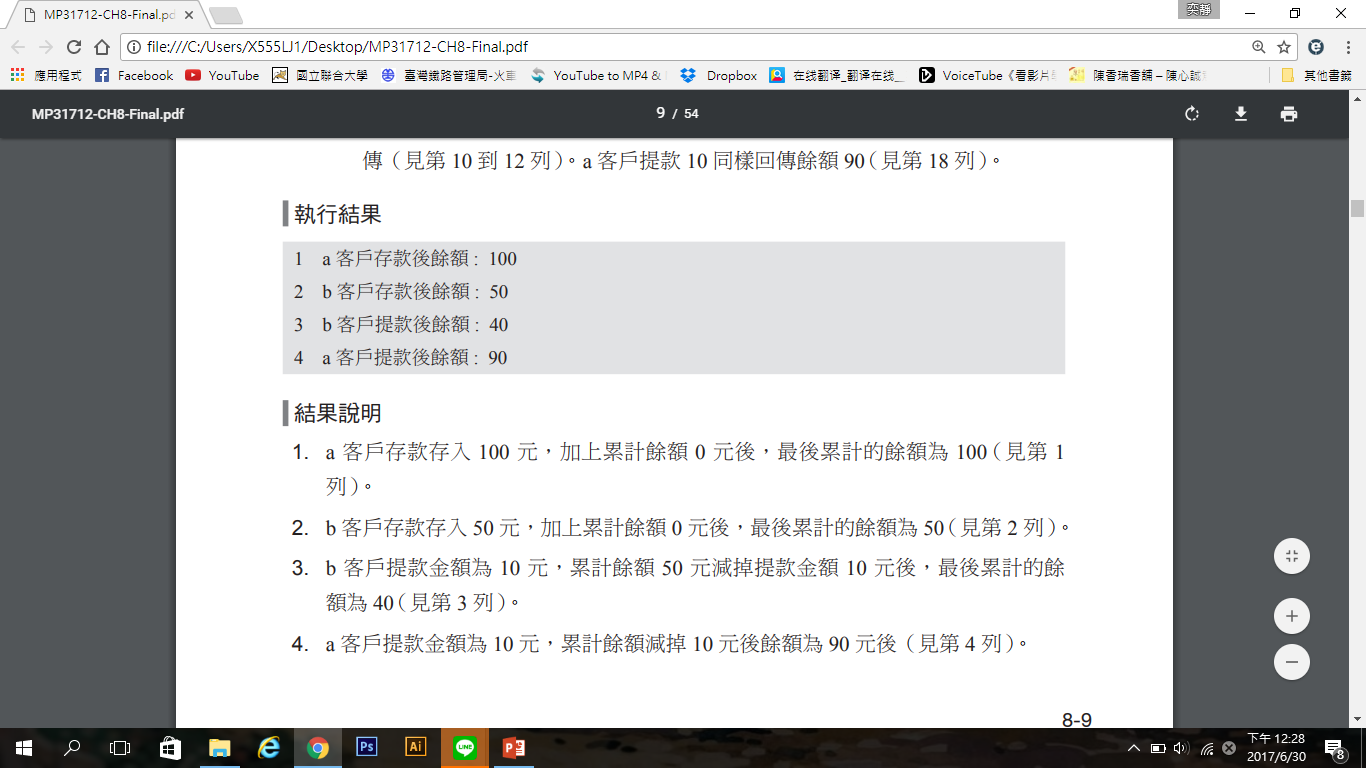 MP31712-CH8-Final.pdf
奕靜
file:///C:/Users/X555LJ1/Desktop/MP31712-CH8-Final.pdf
應用程式 Facebook YouTube 國立聯合大學 臺灣鐵路管理局-火車 YouTube to MP4 & Dropbox 在线翻译_翻译在线_ VoiceTube《看影片 陳香瑞香舖 – 陳心誠 其他書籤
MP31712-CH8-Final.pdf 9 / 54
傳（見第 10 到 12 列）。a 客戶提款 10 同樣回傳餘額 90（見第 18 列）。
執行結果
1 a 客戶存款後餘額： 100
2 b 客戶存款後餘額： 50
3 b 客戶提款後餘額： 40
4 a 客戶提款後餘額： 90
結果說明
1. a 客戶存款存入 100 元，加上累計餘額 0 元後，最後累計的餘額為 100（見第 1
列）。
2. b 客戶存款存入 50 元，加上累計餘額 0 元後，最後累計的餘額為 50（見第 2 列）。
3. b 客戶提款金額為 10 元，累計餘額 50 元減掉提款金額 10 元後，最後累計的餘
額為 40（見第 3 列）。
4. a 客戶提款金額為 10 元，累計餘額減掉 10 元後餘額為 90 元後（見第 4 列）。
8-9
Ps Ai LINE
下午 12:28
2017/6/30
8